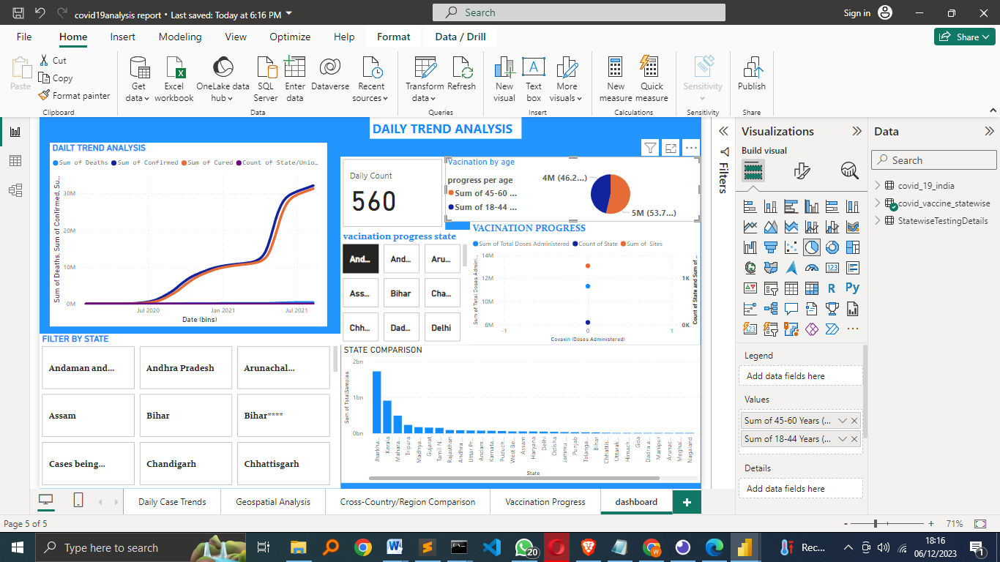 covid19analysis report • Last saved: Today at 6:16 PM
Search
Sign in
File
Home
Insert
Modeling
View
Optimize
Help
Format
Data / Drill
Share
Paste
Cut
Copy
Format painter
Clipboard
Get data
Excel workbook
OneLake data hub
SQL Server
Enter data
Dataverse
Recent sources
Data
Transform data
Refresh
Queries
New visual
Text box
More visuals
Insert
New measure
Quick measure
Calculations
Sensitivity
Sensitivity
Publish
Share
DAILY TREND ANALYSIS
DAILT TREND ANALYSIS
Sum of Deaths Sum of Confirmed Sum of Cured Count of State/Unio...
Sum of Deaths, Sum of Confirmed, Su...
30M
20M
10M
0M
Jul 2020
Jan 2021
Jul 2021
Date (bins)
Daily Count
560
Vacination by age
progress per age
Sum of 45-60 ...
Sum of 18-44 ...
4M (46.2...)
5M (53.7...)
vacination progress state
And...
And...
Aru...
Ass...
Bihar
Cha...
Chh...
Dad...
Delhi
VACINATION PROGRESS
Sum of Total Doses Administered Count of State Sum of Sites
Sum of Total Doses Admini...
14M
12M
10M
8M
-1
0
1
1K
0K
Count of State and Sum of ...
Covaxin (Doses Administered)
FILTER BY STATE
Andaman and...
Andhra Pradesh
Arunachal...
Assam
Bihar
Bihar****
Cases being...
Chandigarh
Chhattisgarh
STATE COMPARISON
Sum of TotalSamples
2bn
1bn
0bn
Jharkha...
Kerala
Mahara...
Tripura
Madhya...
Gujarat
Tamil N...
Rajasthan
Andhra ...
Uttar Pr...
Andam...
Karnata...
Puduch...
West Be...
Assam
Haryana
Delhi
Odisha
Jammu ...
Punjab
Telanga...
Bihar
Chhattis...
Uttarak...
Himach...
Goa
Dadra a...
Manipur
Arunac...
Meghal...
Nagaland
State
Filters
Visualizations
Build visual
R
Py
123
123
Legend
Add data fields here
Values
Sum of 45-60 Years (...
Sum of 18-44 Years (...
Details
Add data fields here
Data
Search
covid_19_india
covid_vaccine_statewise
StatewiseTestingDetails
Daily Case Trends
Geospatial Analysis
Cross-Country/Region Comparison
Vaccination Progress
dashboard
Page 5 of 5
- + 71%
Type here to search
20
Rec...
18:16
06/12/2023
1